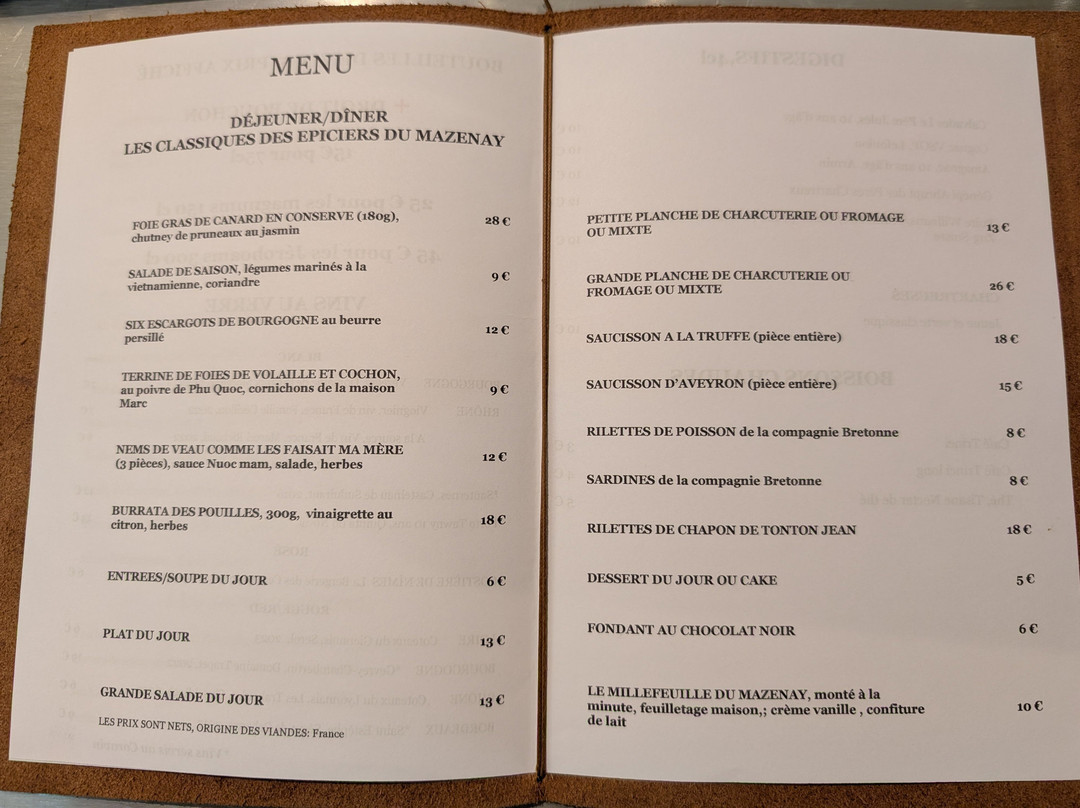 MENU
DÉJEUNER/DÎNER
LES CLASSIQUES DES EPICIERS DU MAZENAY
FOIE GRAS DE CANARD EN CONSERVE (180g), 28 €
chutney de pruneaux au jasmin
SALADE DE SAISON, légumes marinés à la 9 €
vietnamienne, coriandre
SIX ESCARGOTS DE BOURGOGNE au beurre 12 €
persillé
TERRINE DE FOIES DE VOLAILLE ET COCHON,
au poivre de Phu Quoc, cornichons de la maison 9 €
Marc
NEMS DE VEAU COMME LES FAISAIT MA MÈRE 12 €
(3 pièces), sauce Nuoc mam, salade, herbes
BURRATA DES POUILLES, 300g, vinaigrette au 18 €
citron, herbes
ENTREES/SOUPE DU JOUR 6 €
PLAT DU JOUR 13 €
GRANDE SALADE DU JOUR 13 €
LES PRIX SONT NETS, ORIGINE DES VIANDES: France
PETITE PLANCHE DE CHARCUTERIE OU FROMAGE 13 €
OU MIXTE
GRANDE PLANCHE DE CHARCUTERIE OU 26 €
FROMAGE OU MIXTE
SAUCISSON A LA TRUFFE (pièce entière) 18 €
SAUCISSON D'AVEYRON (pièce entière) 15 €
RILETTES DE POISSON de la compagnie Bretonne 8 €
SARDINES de la compagnie Bretonne 8 €
RILETTES DE CHAPON DE TONTON JEAN 18 €
DESSERT DU JOUR OU CAKE 5 €
FONDANT AU CHOCOLAT NOIR 6 €
LE MILLEFEUILLE DU MAZENAY, monté à la
minute, feuilletage maison,; crème vanille , confiture 10 €
de lait